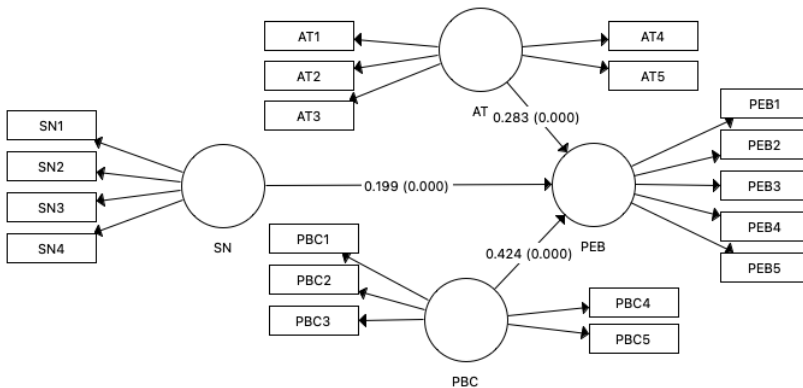 AT1
AT2
AT3
AT4
AT5
AT
0.283 (0.000)
SN1
SN2
SN3
SN4
SN
0.199 (0.000)
PEB1
PEB2
PEB3
PEB4
PEB5
PEB
PBC1
PBC2
PBC3
0.424 (0.000)
PBC4
PBC5
PBC